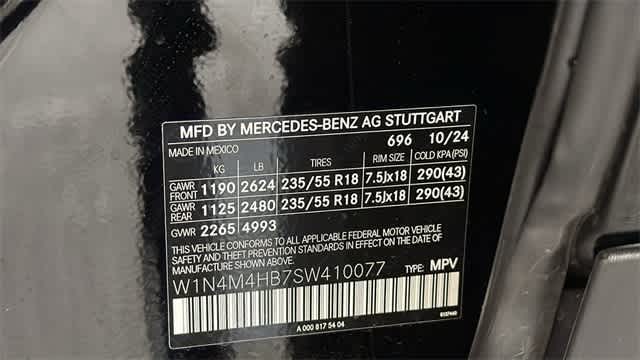 MFD BY MERCEDES-BENZ AG STUTTGART
MADE IN MEXICO 696 10/24
KG LB TIRES RIM SIZE COLD KPA (PSI)
GAWR FRONT 1190 2624 235/55 R18 7.5Jx18 290(43)
GAWR REAR 1125 2480 235/55 R18 7.5Jx18 290(43)
GVWR 2265 4993
THIS VEHICLE CONFORMS TO ALL APPLICABLE FEDERAL MOTOR VEHICLE
SAFETY AND THEFT PREVENTION STANDARDS IN EFFECT ON THE DATE OF
MANUFACTURE SHOWN ABOVE.
W1N4M4HB7SW410077 TYPE: MPV
A 000 817 54 04